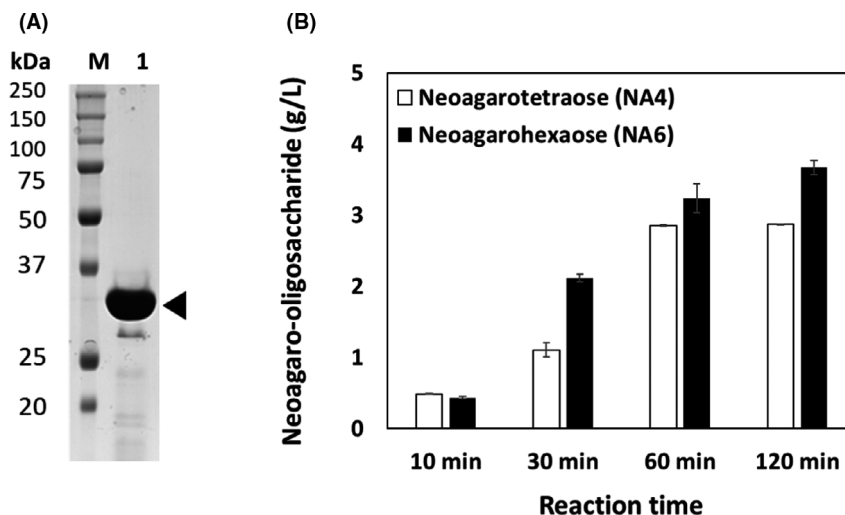 (A)
kDa M 1
250
150
100
75
50
37
25
20
(B)
Neoagaro-oligosaccharide (g/L)
5
4
3
2
1
0
Neoagarotetraose (NA4)
Neoagarohexaose (NA6)
10 min 30 min 60 min 120 min
Reaction time